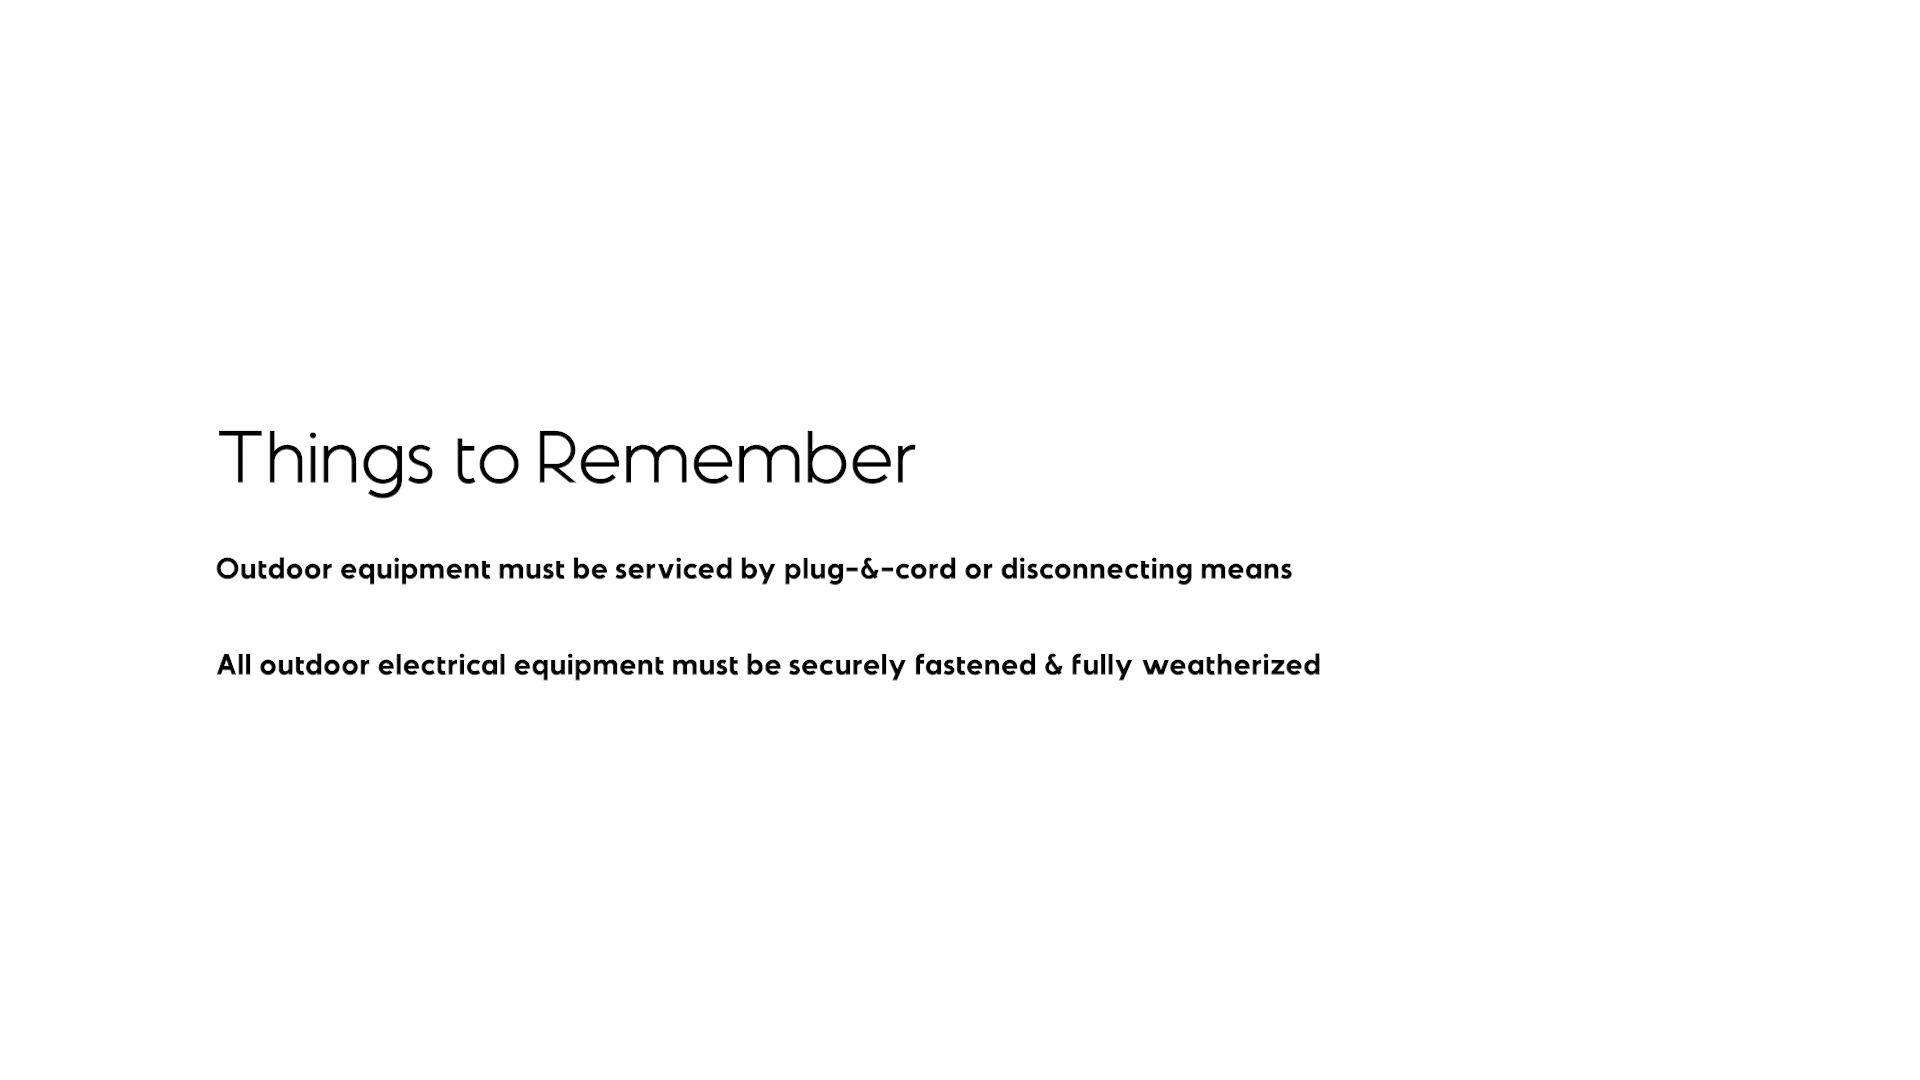 Things to Remember
Outdoor equipment must be serviced by plug-&-cord or disconnecting means
All outdoor electrical equipment must be securely fastened & fully weatherized